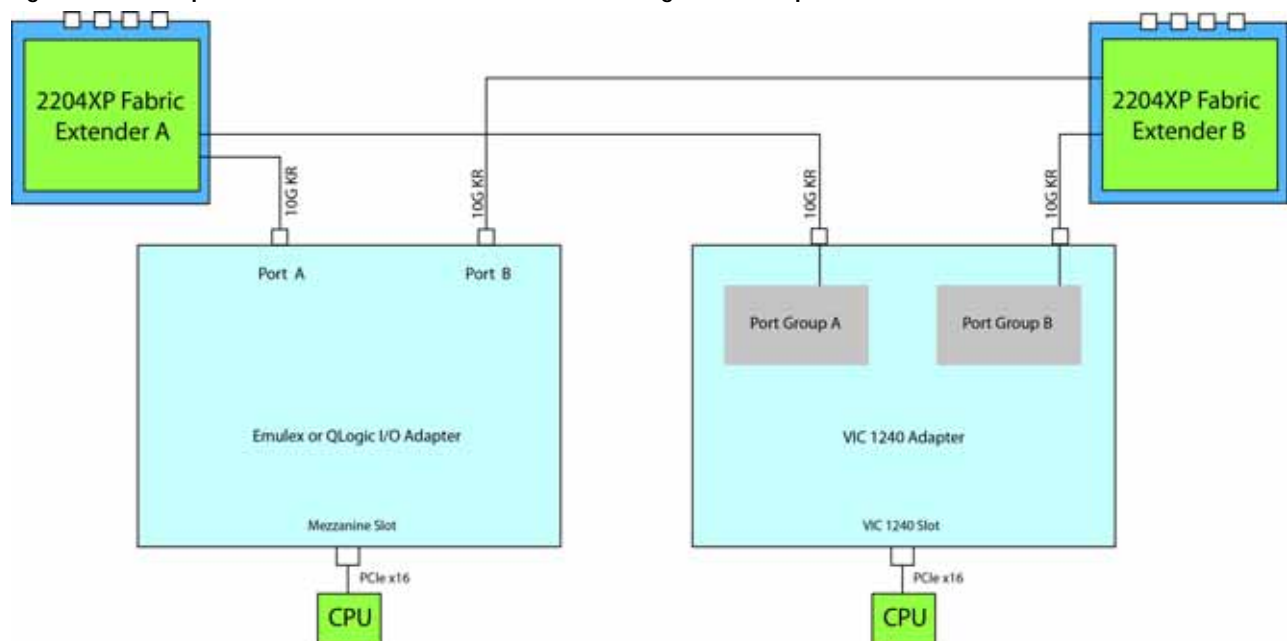 2204XP Fabric
Extender A
2204XP Fabric
Extender B
10G KR
10G KR
10G KR
10G KR
Port A
Port B
Port Group A
Port Group B
Emulex or QLogic I/O Adapter
VIC 1240 Adapter
Mezzanine Slot
VIC 1240 Slot
PCIe x16
PCIe x16
CPU
CPU